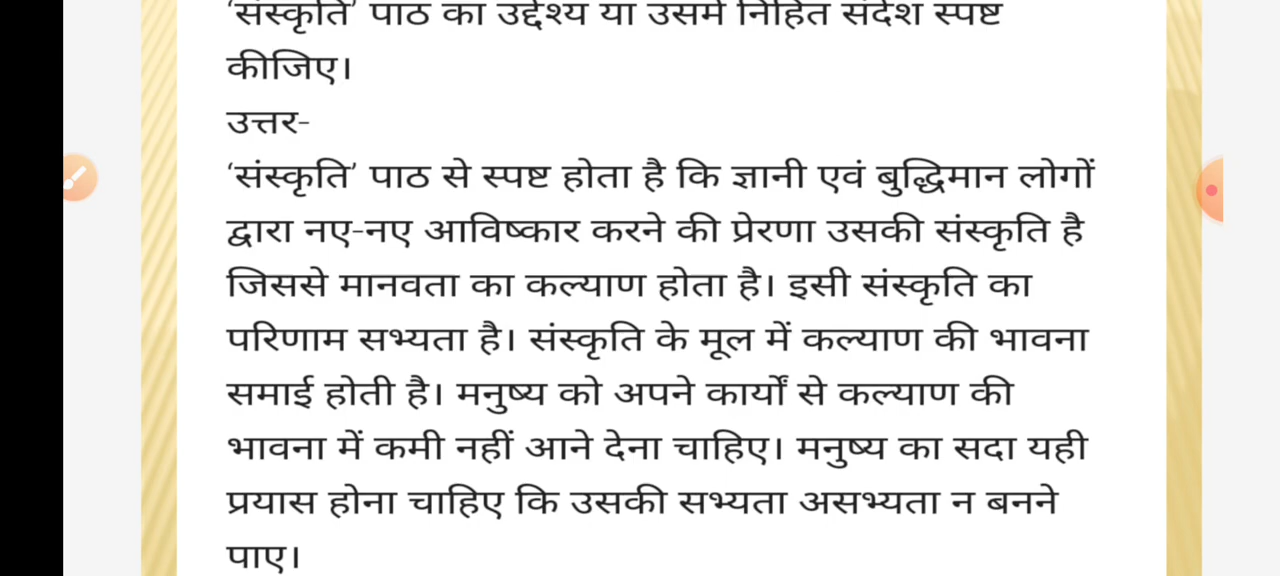 ‘संस्कृति’ पाठ का उद्देश्य या उसमें निहित संदेश स्पष्ट
कीजिए।
उत्तर-
‘संस्कृति’ पाठ से स्पष्ट होता है कि ज्ञानी एवं बुद्धिमान लोगों
द्वारा नए-नए आविष्कार करने की प्रेरणा उसकी संस्कृति है
जिससे मानवता का कल्याण होता है। इसी संस्कृति का
परिणाम सभ्यता है। संस्कृति के मूल में कल्याण की भावना
समाई होती है। मनुष्य को अपने कार्यों से कल्याण की
भावना में कमी नहीं आने देना चाहिए। मनुष्य का सदा यही
प्रयास होना चाहिए कि उसकी सभ्यता असभ्यता न बनने
पाए।